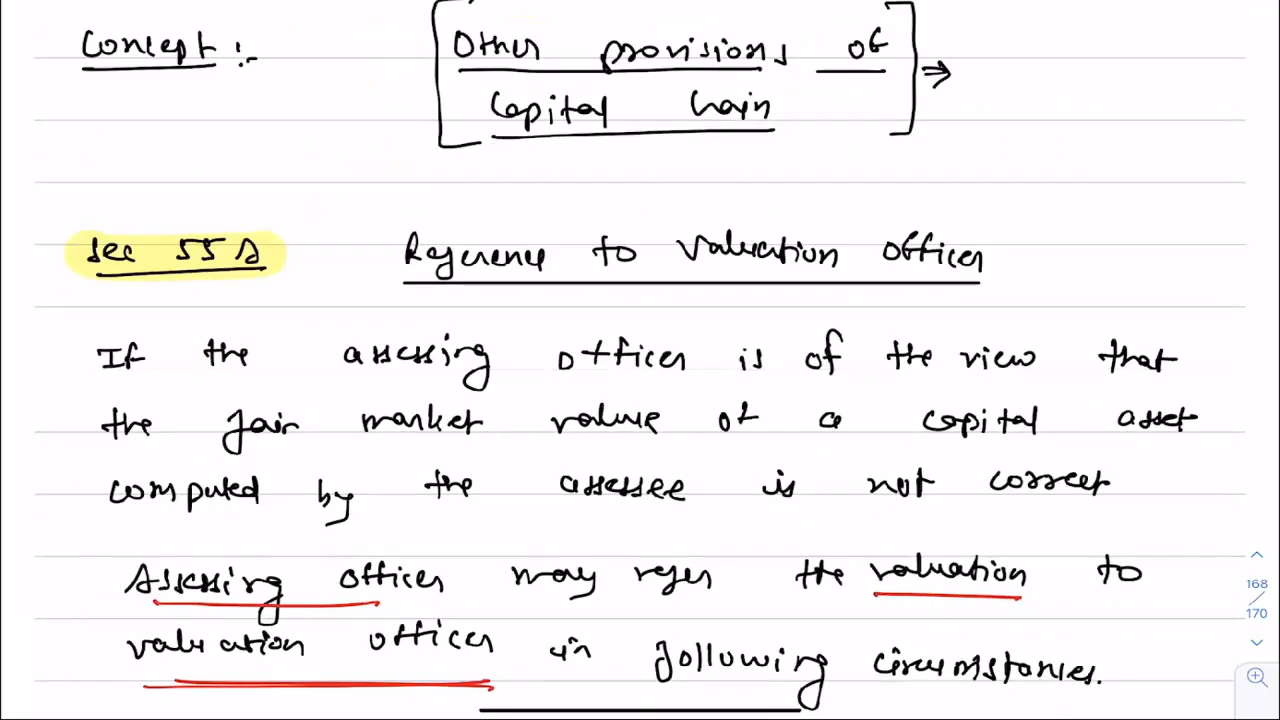 Concept :-
Other provisions of
Capital Gain
Sec 55A
Reference to Valuation officer
If the assessing officer is of the view that
the fair market value of a capital asset
computed by the assessee is not correct
Assessing officer may refer the valuation to
valuation officer in following circumstances.
168
170